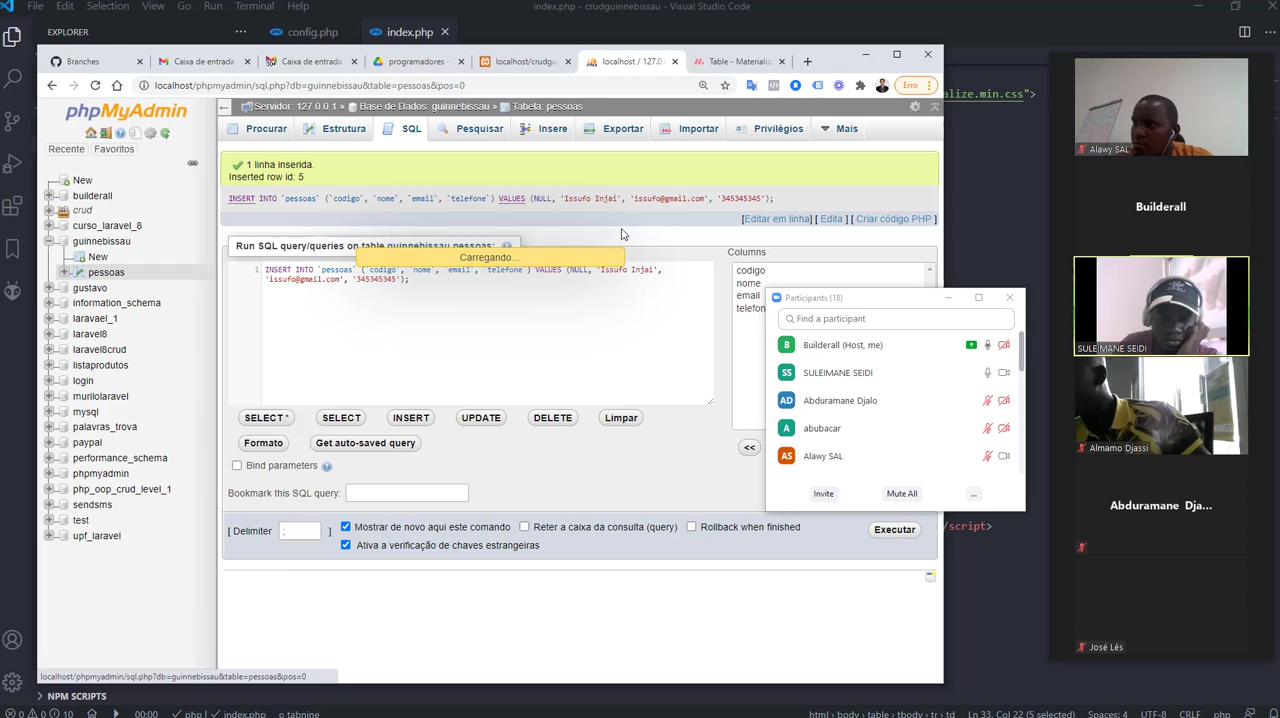 File Edit Selection View Go Run Terminal Help
index.php - crudguinnebissau - Visual Studio Code
EXPLORER
config.php
index.php
Branches
Caixa de entrada
Caixa de entrada
programadores -
localhost/crudgu
localhost / 127.0.
Table - Materializ
localhost/phpmyadmin/sql.php?db=guinnebissau&table=pessoas&pos=0
Erro
phpMyAdmin
Recente Favoritos
New
builderall
crud
curso_laravel_8
guinnebissau
New
pessoas
gustavo
information_schema
laravael_1
laravel8
laravel8crud
listaprodutos
login
murilolaravel
mysql
palavras_trova
paypal
performance_schema
phpmyadmin
php_oop_crud_level_1
sendsms
test
upf_laravel
Servidor: 127.0.0.1 » Base de Dados: guinnebissau » Tabela: pessoas
Procurar Estrutura SQL Pesquisar Insere Exportar Importar Privilégios Mais
1 linha inserida.
Inserted row id: 5
INSERT INTO `pessoas` (`codigo`, `nome`, `email`, `telefone`) VALUES (NULL, 'Issufo Injai', 'issufo@gmail.com', '345345345');
[Editar em linha] [ Edita ] [ Criar código PHP ]
Run SQL query/queries on table guinnebissau.pessoas:
Carregando...
1 INSERT INTO `pessoas` (`codigo`, `nome`, `email`, `telefone`) VALUES (NULL, 'Issufo Injai',
'issufo@gmail.com', '345345345');
Columns
codigo
nome
email
telefon
SELECT * SELECT INSERT UPDATE DELETE Limpar
Formato Get auto-saved query
<<
Bind parameters
Bookmark this SQL query:
[ Delimiter ; ]
Mostrar de novo aqui este comando
Reter a caixa da consulta (query)
Rollback when finished
Executar
Ativa a verificação de chaves estrangeiras
localhost/phpmyadmin/sql.php?db=guinnebissau&table=pessoas&pos=0
Participants (18)
Find a participant
B Builderall (Host, me)
SS SULEIMANE SEIDI
AD Abduramane Djalo
A abubacar
AS Alawy SAL
Invite Mute All ...
alize.min.css">
/script>
Alawy SAL
Builderall
SULEIMANE SEIDI
Almamo Djassi
Abduramane Dja...
José Lés
NPM SCRIPTS
0 0 10 00:00 php index.php tabnine
html > body > table > tbody > tr > td Ln 33, Col 22 (5 selected) Spaces: 4 UTF-8 CRLF php